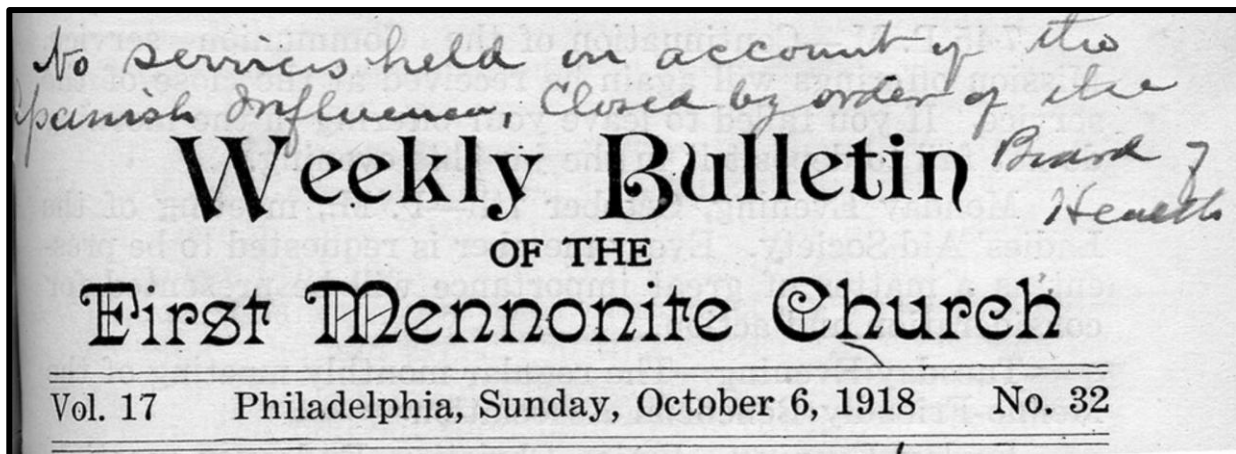 No services held on account of the
Spanish Influenza, Closed by order of the
Board of
Health
Weekly Bulletin
OF THE
First Mennonite Church
Vol. 17 Philadelphia, Sunday, October 6, 1918 No. 32